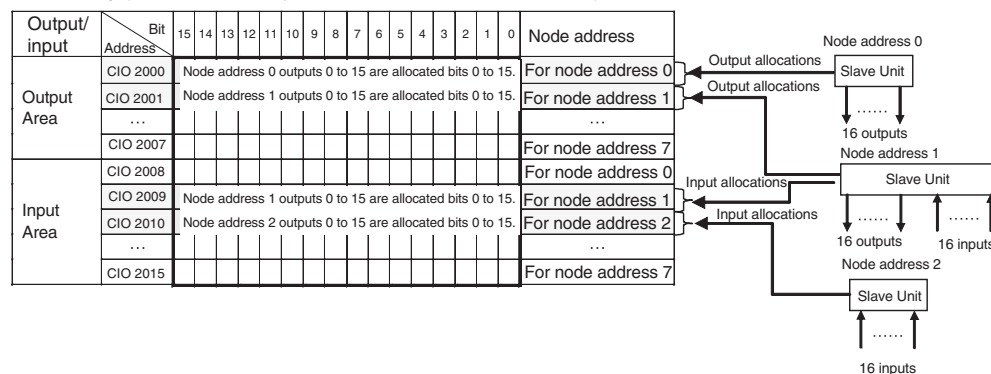 Output/ input
Bit
Address
15 14 13 12 11 10 9 8 7 6 5 4 3 2 1 0
Node address
Output Area
CIO 2000 Node address 0 outputs 0 to 15 are allocated bits 0 to 15. For node address 0
CIO 2001 Node address 1 outputs 0 to 15 are allocated bits 0 to 15. For node address 1
... ...
CIO 2007 For node address 7
Input Area
CIO 2008 For node address 0
CIO 2009 Node address 1 outputs 0 to 15 are allocated bits 0 to 15. For node address 1
CIO 2010 Node address 2 outputs 0 to 15 are allocated bits 0 to 15. For node address 2
... ...
CIO 2015 For node address 7
Node address 0
Output allocations
Slave Unit
Output allocations
......
16 outputs
Node address 1
Input allocations
Slave Unit
Input allocations
...... ......
16 outputs 16 inputs
Node address 2
Slave Unit
......
16 inputs